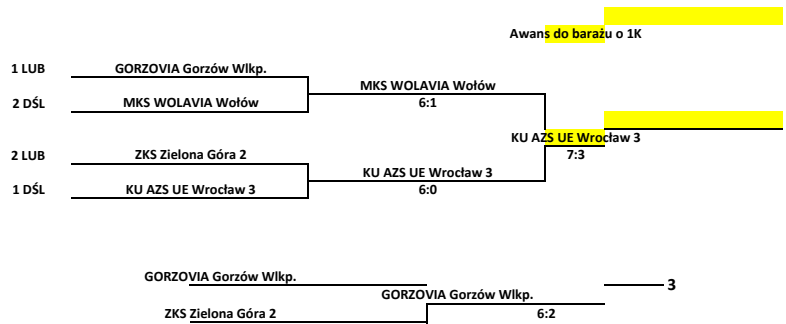 Awans do barażu o 1K
1 LUB GORZOVIA Gorzów Wlkp.
MKS WOLAVIA Wołów
2 DŚL MKS WOLAVIA Wołów 6:1
KU AZS UE Wrocław 3
2 LUB ZKS Zielona Góra 2 7:3
KU AZS UE Wrocław 3
1 DŚL KU AZS UE Wrocław 3 6:0
GORZOVIA Gorzów Wlkp. 3
GORZOVIA Gorzów Wlkp.
ZKS Zielona Góra 2 6:2